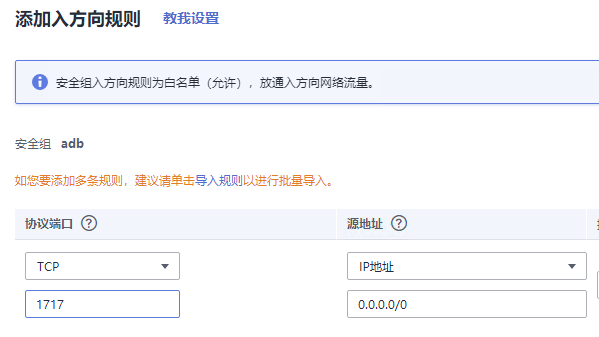 添加入方向规则 教我设置
安全组入方向规则为白名单（允许），放通入方向网络流量。
安全组 adb
如您要添加多条规则，建议请单击导入规则以进行批量导入。
协议端口 源地址
TCP IP地址
1717 0.0.0.0/0